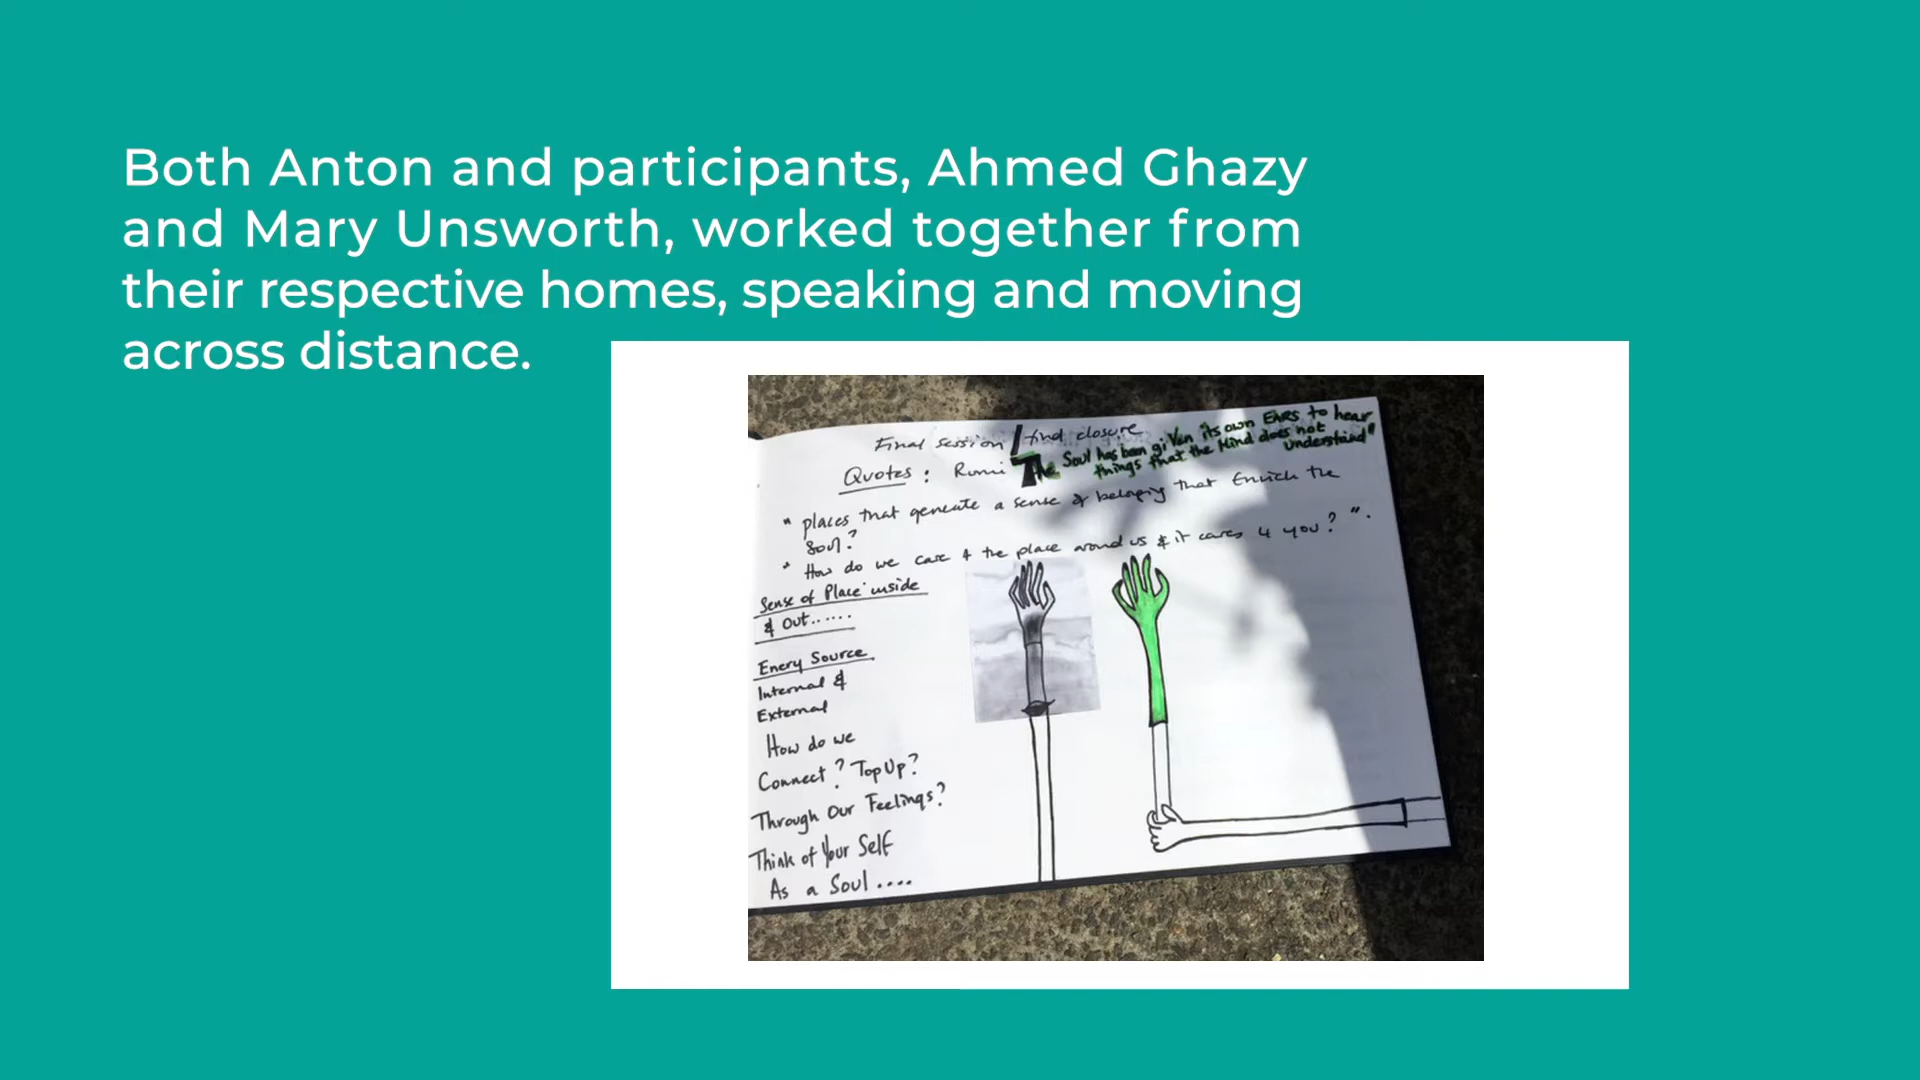 Both Anton and participants, Ahmed Ghazy
and Mary Unsworth, worked together from
their respective homes, speaking and moving
across distance.
Final session / find closure
Quotes : Rumi The Soul has been given its own EARS to hear
things that the Mind does not
understand"
" places that generate a sense of belonging that Enrich the
Soul?
* How do we care 4 the place around us & it cares 4 you? ".
Sense of Place inside
& Out......
Enery Source
Internal &
External
How do we
Connect? Top Up?
Through Our Feelings?
Think of Your Self
As a Soul ....